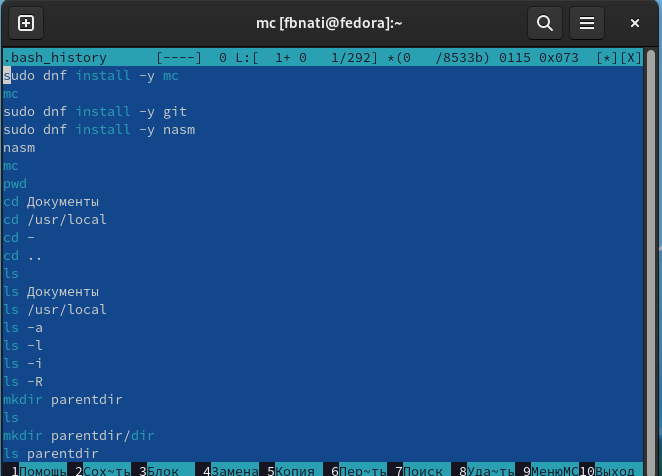 mc [fbnati@fedora]:~
.bash_history [----] 0 L:[ 1+ 0 1/292] *(0 /8533b) 0115 0x073 [*][X]
sudo dnf install -y mc
mc
sudo dnf install -y git
sudo dnf install -y nasm
nasm
mc
pwd
cd Документы
cd /usr/local
cd -
cd ..
ls
ls Документы
ls /usr/local
ls -a
ls -l
ls -i
ls -R
mkdir parentdir
ls
mkdir parentdir/dir
ls parentdir
1Помощь 2Сох~ть 3Блок 4Замена 5Копия 6Пер~ть 7Поиск 8Уда~ть 9МенюMC 10Выход